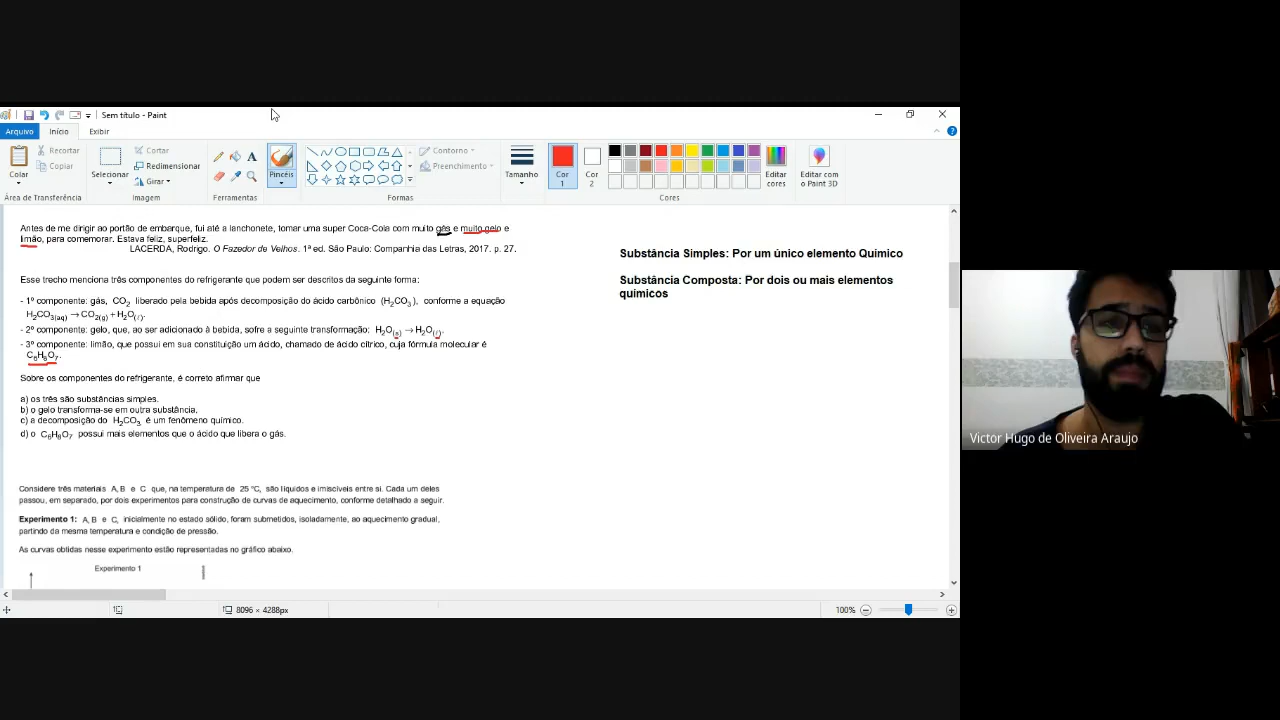 Sem título - Paint
Arquivo Início Exibir
Colar
Recortar
Copiar
Área de Transferência
Selecionar
Cortar
Redimensionar
Girar
Imagem
Ferramentas
Pincéis
Contorno
Preenchimento
Formas
Tamanho
Cor 1
Cor 2
Cores
Editar cores
Editar com o Paint 3D
Antes de me dirigir ao portão de embarque, fui até a lanchonete, tomar uma super Coca-Cola com muito gás e muito gelo e
limão, para comemorar. Estava feliz, superfeliz.
LACERDA, Rodrigo. O Fazedor de Velhos. 1ª ed. São Paulo: Companhia das Letras, 2017. p. 27.
Esse trecho menciona três componentes do refrigerante que podem ser descritos da seguinte forma:
- 1º componente: gás, CO2 liberado pela bebida após decomposição do ácido carbônico (H2CO3), conforme a equação
H2CO3(aq) → CO2(g) + H2O(ℓ).
- 2º componente: gelo, que, ao ser adicionado à bebida, sofre a seguinte transformação: H2O(s) → H2O(ℓ).
- 3º componente: limão, que possui em sua constituição um ácido, chamado de ácido cítrico, cuja fórmula molecular é
C6H8O7.
Sobre os componentes do refrigerante, é correto afirmar que
a) os três são substâncias simples.
b) o gelo transforma-se em outra substância.
c) a decomposição do H2CO3 é um fenômeno químico.
d) o C6H8O7 possui mais elementos que o ácido que libera o gás.
Considere três materiais A, B e C que, na temperatura de 25 °C, são líquidos e imiscíveis entre si. Cada um deles
passou, em separado, por dois experimentos para construção de curvas de aquecimento, conforme detalhado a seguir.
Experimento 1: A, B e C, inicialmente no estado sólido, foram submetidos, isoladamente, ao aquecimento gradual,
partindo da mesma temperatura e condição de pressão.
As curvas obtidas nesse experimento estão representadas no gráfico abaixo.
Experimento 1
Substância Simples: Por um único elemento Químico
Substância Composta: Por dois ou mais elementos
químicos
8096 × 4288px
100%
Victor Hugo de Oliveira Araujo